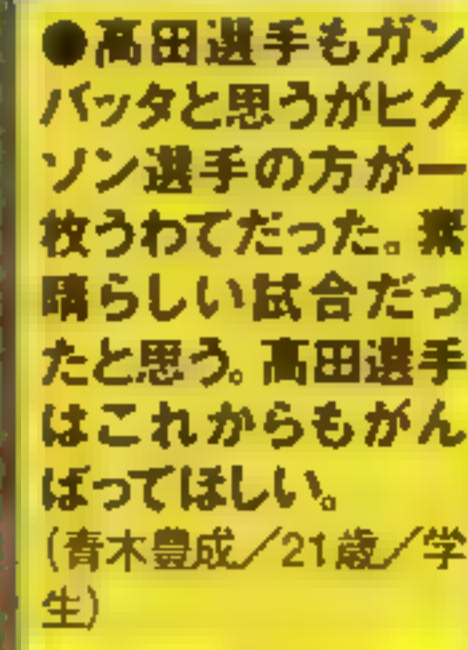 ●高田選手もガン
バッタと思うがヒク
ソン選手の方が一
枚うわてだった。素
晴らしい試合だっ
たと思う。高田選手
はこれからもがん
ばってほしい。
(青木豊成/21歳/学
生)